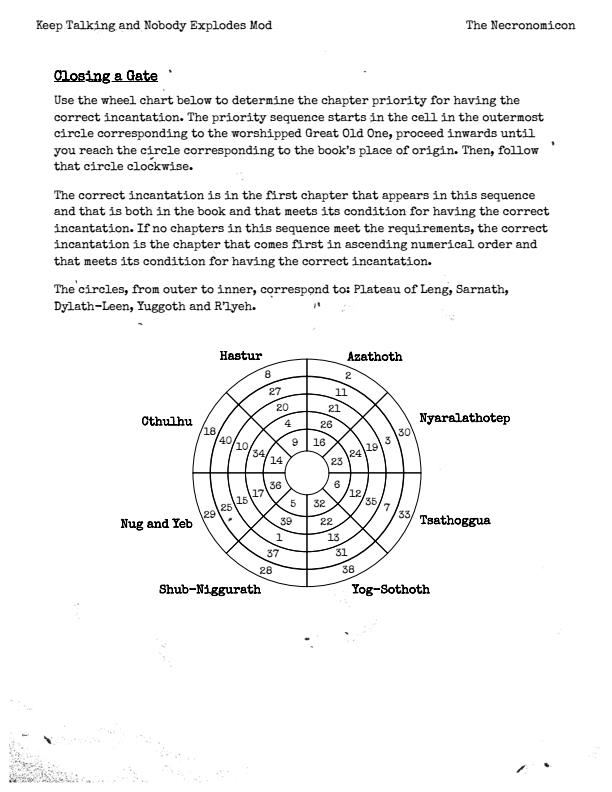 Keep Talking and Nobody Explodes Mod The Necronomicon
Closing a Gate
Use the wheel chart below to determine the chapter priority for having the
correct incantation. The priority sequence starts in the cell in the outermost
circle corresponding to the worshipped Great Old One, proceed inwards until
you reach the circle corresponding to the book's place of origin. Then, follow
that circle clockwise.
The correct incantation is in the first chapter that appears in this sequence
and that is both in the book and that meets its condition for having the correct
incantation. If no chapters in this sequence meet the requirements, the correct
incantation is the chapter that comes first in ascending numerical order and
that meets its condition for having the correct incantation.
The circles, from outer to inner, correspond to: Plateau of Leng, Sarnath,
Dylath-Leen, Yuggoth and R'lyeh.
Hastur Azathoth
8 2
27 11
20 21
4 26
9 16
Cthulhu Nyaralathotep
18 40 10 34 14 23 24 19 3 30
29 25 15 17 36 6 12 35 7 33
Nug and Yeb Tsathoggua
5 32
39 22
1 13
37 31
28 38
Shub-Niggurath Yog-Sothoth